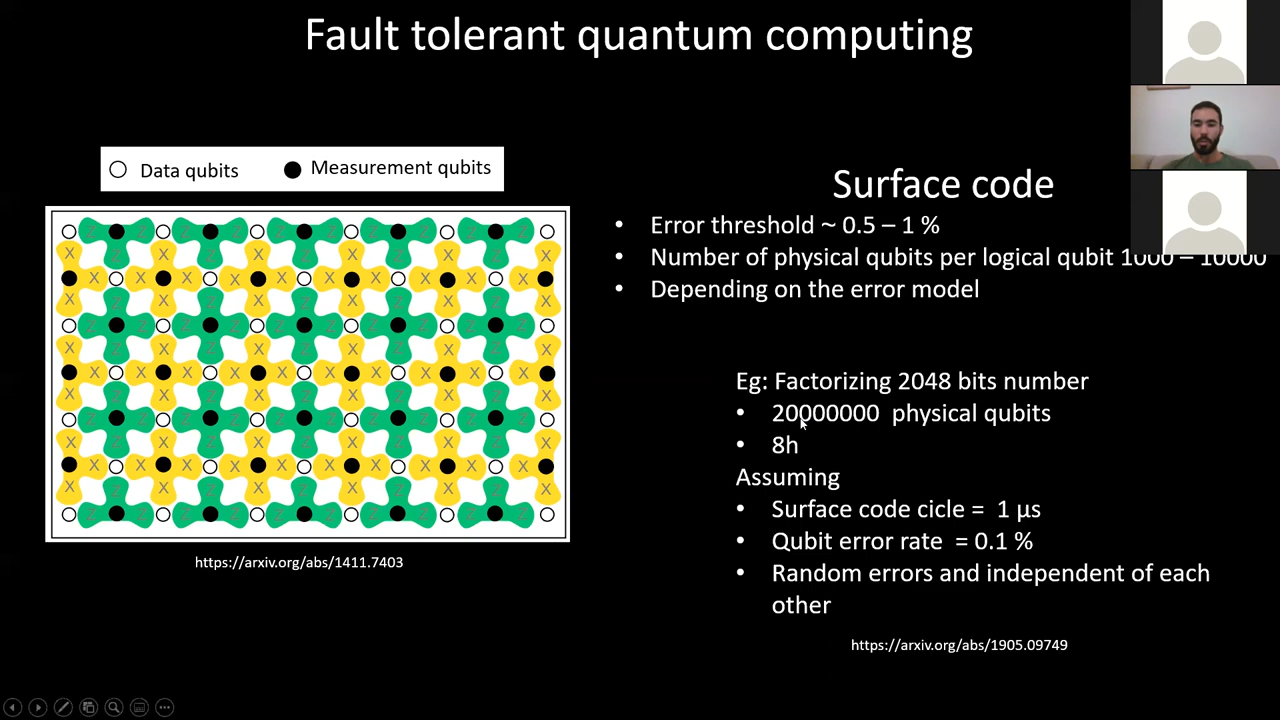 Fault tolerant quantum computing
Data qubits
Measurement qubits
Z Z Z Z Z Z Z Z Z Z
X Z X Z X Z X Z X Z X
X X X X X X X X X X
X Z X Z X Z X Z X Z X
Z Z Z Z Z Z Z Z Z Z
X Z X Z X Z X Z X Z X
X X X X X X X X X X
X Z X Z X Z X Z X Z X
Z Z Z Z Z Z Z Z Z Z
X Z X Z X Z X Z X Z X
X X X X X X X X X X
X Z X Z X Z X Z X Z X
Z Z Z Z Z Z Z Z Z Z
https://arxiv.org/abs/1411.7403
Surface code
• Error threshold ~ 0.5 – 1 %
• Number of physical qubits per logical qubit 1000 – 10000
• Depending on the error model
Eg: Factorizing 2048 bits number
• 20000000 physical qubits
• 8h
Assuming
• Surface code cicle = 1 μs
• Qubit error rate = 0.1 %
• Random errors and independent of each
other
https://arxiv.org/abs/1905.09749